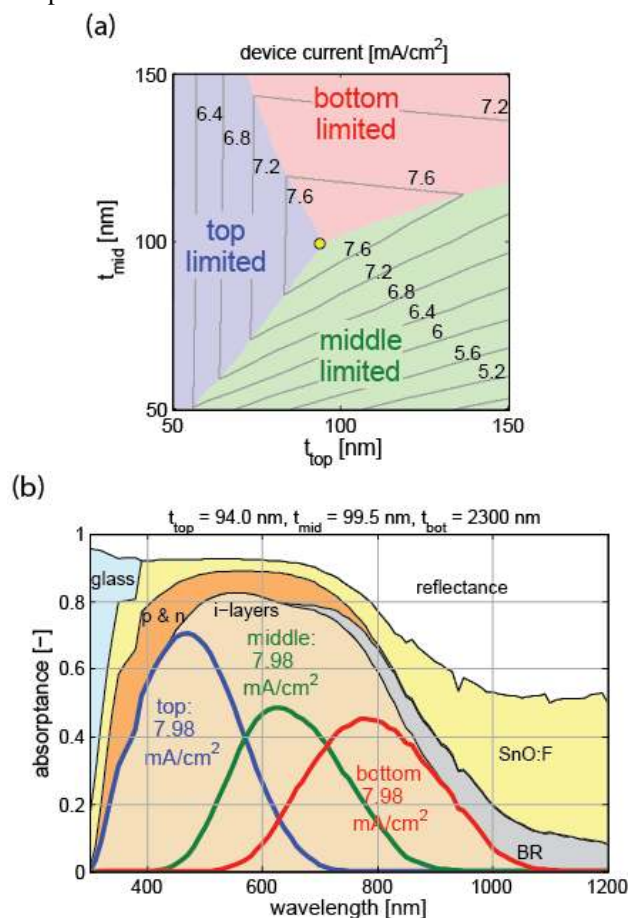 (a)
device current [mA/cm²]
150
100
50
t_mid [nm]
bottom
limited
7.2
6.4
6.8
7.2
7.6
7.6
top
limited
7.6
7.2
6.8
6.4
6
5.6
5.2
middle
limited
50
100
150
t_top [nm]
(b)
t_top = 94.0 nm, t_mid = 99.5 nm, t_bot = 2300 nm
1
0.8
0.6
0.4
0.2
0
absorptance [-]
glass
reflectance
p & n
i-layers
middle:
7.98
mA/cm²
top:
7.98
mA/cm²
bottom
7.98
mA/cm²
SnO:F
BR
400
600
800
1000
1200
wavelength [nm]